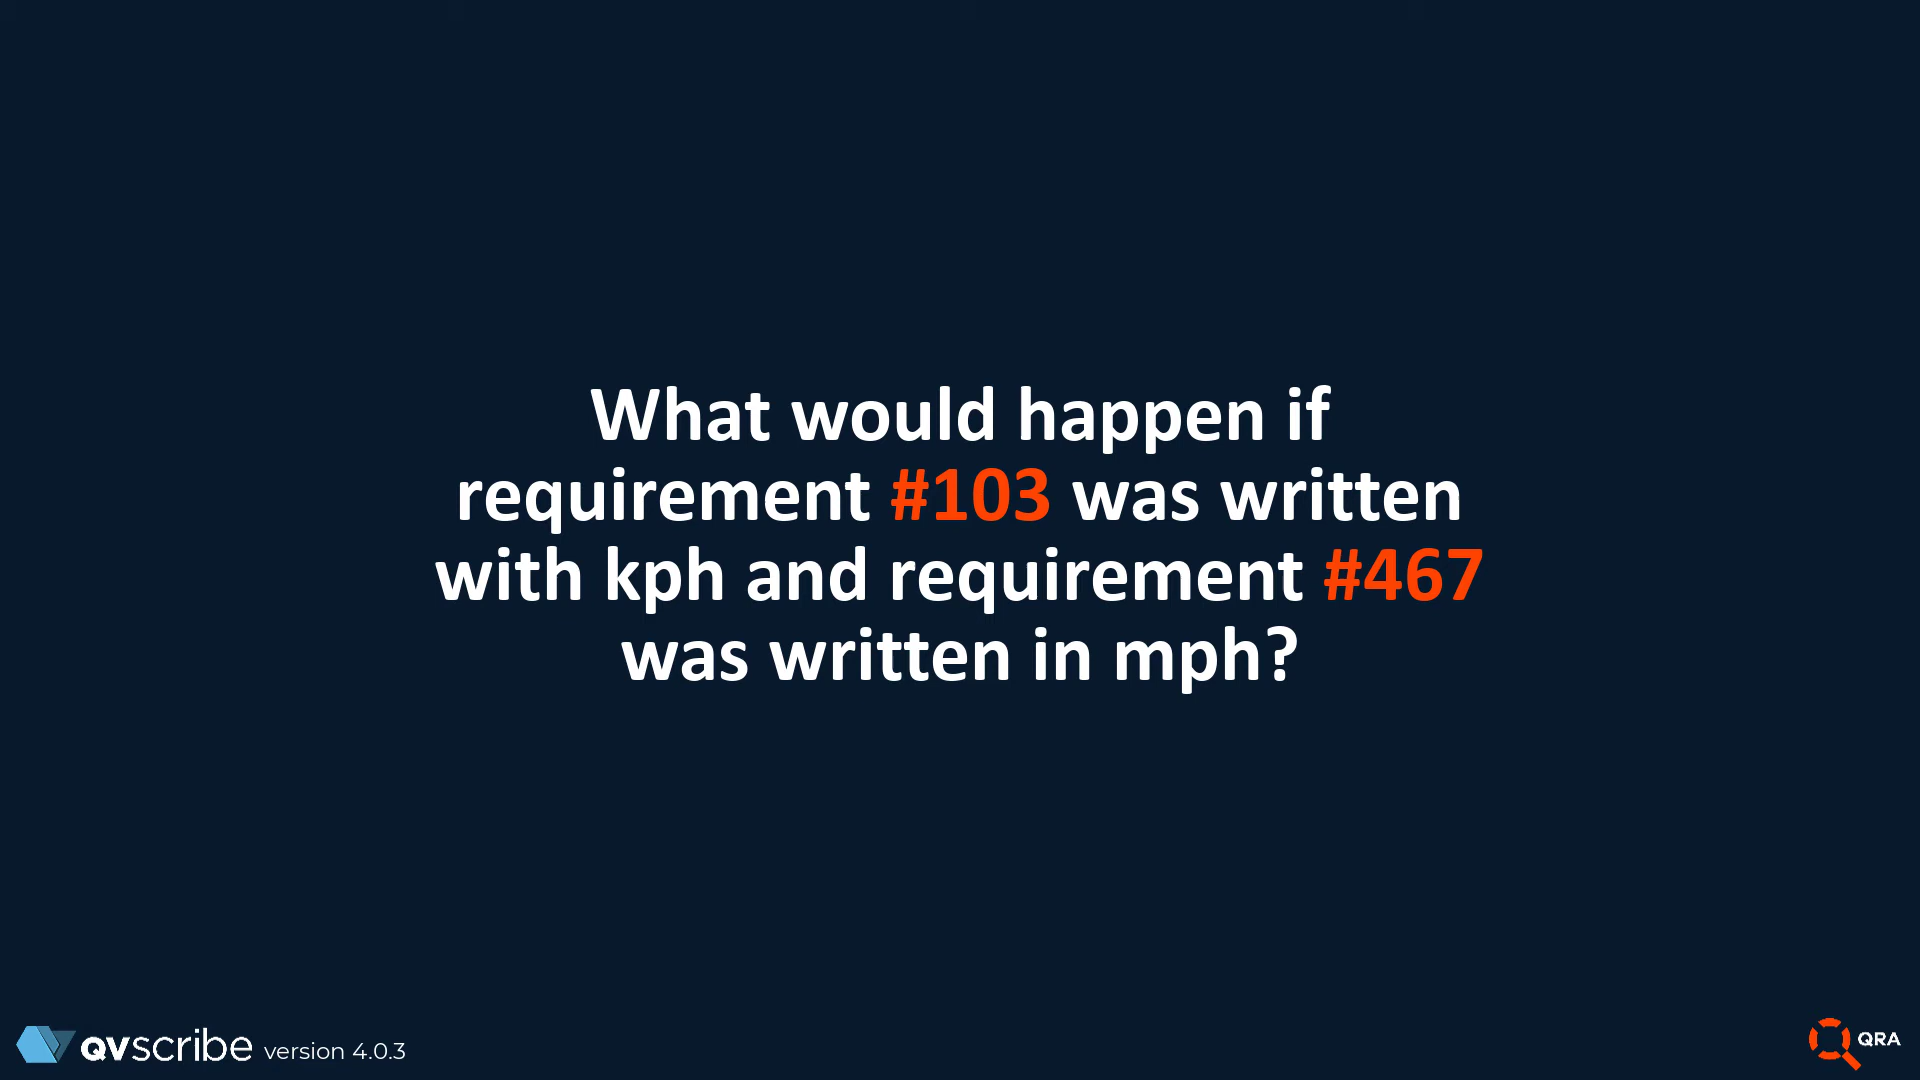 What would happen if
requirement #103 was written
with kph and requirement #467
was written in mph?
qvscribe version 4.0.3
QRA